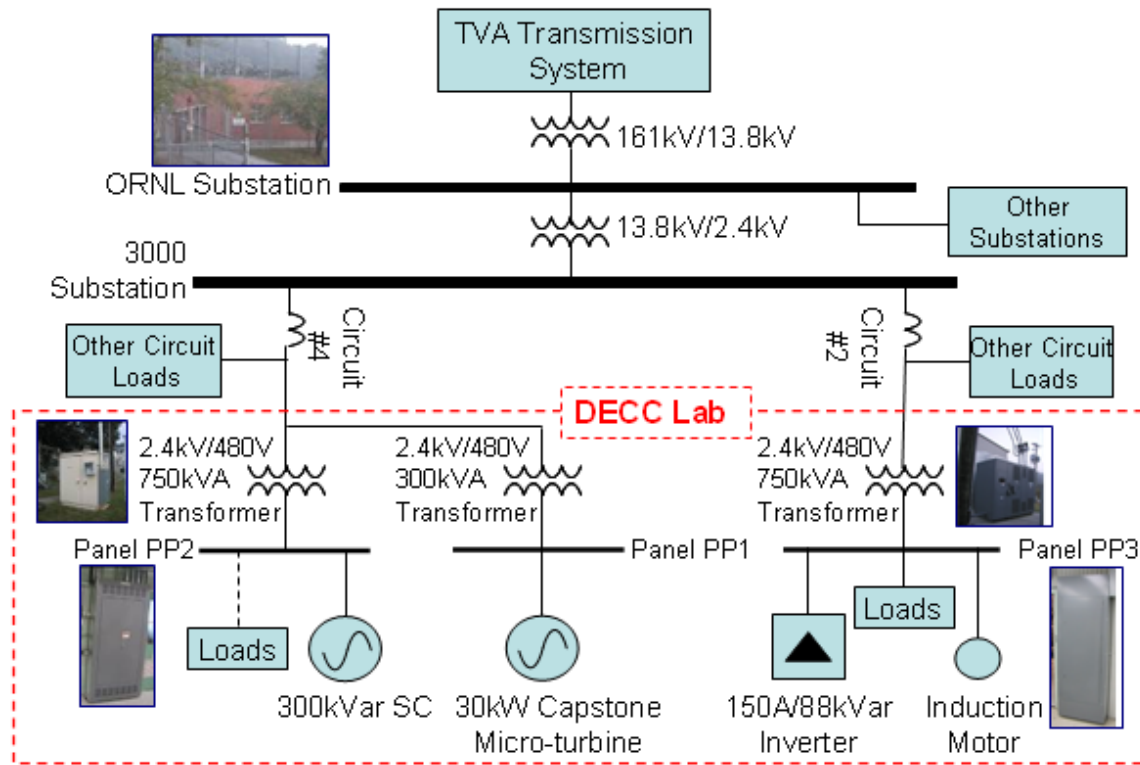 TVA Transmission
System
161kV/13.8kV
ORNL Substation
Other
Substations
13.8kV/2.4kV
3000
Substation
Circuit
#4
Circuit
#2
Other Circuit
Loads
Other Circuit
Loads
DECC Lab
2.4kV/480V
750kVA
Transformer
2.4kV/480V
300kVA
Transformer
2.4kV/480V
750kVA
Transformer
Panel PP2
Panel PP1
Panel PP3
Loads
300kVar SC
30kW Capstone
Micro-turbine
Loads
150A/88kVar
Inverter
Induction
Motor